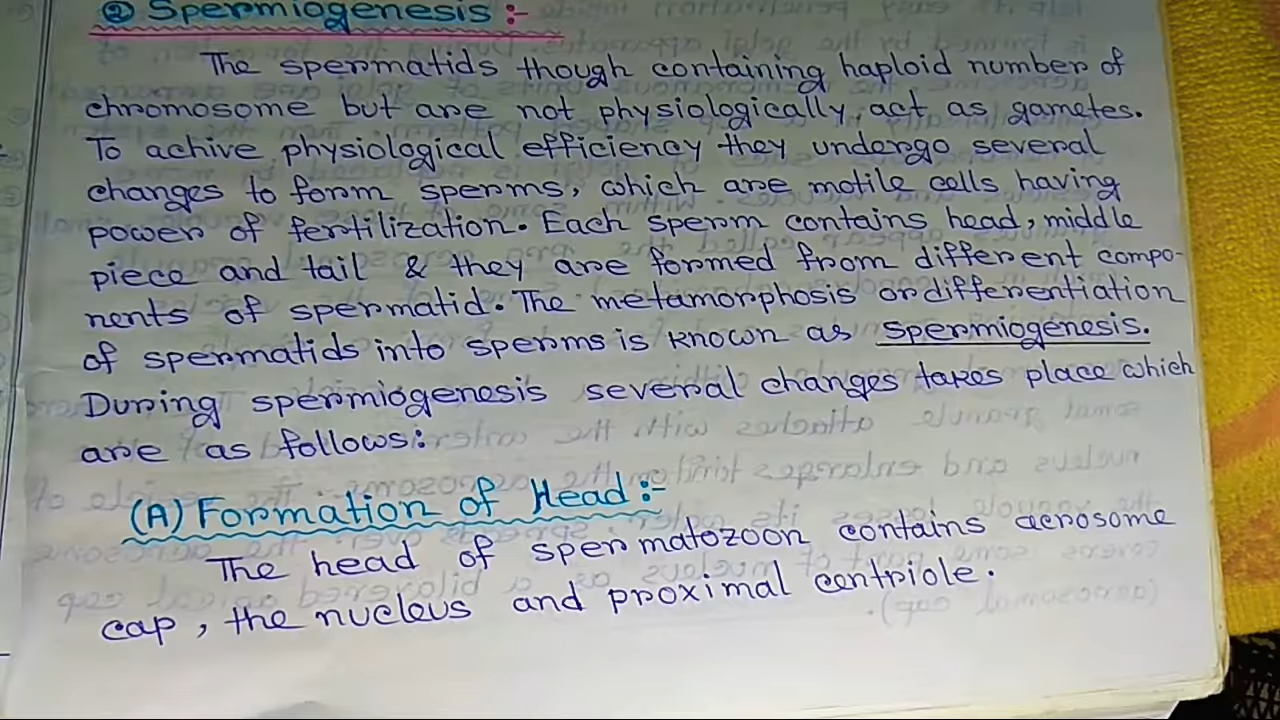 ② Spermiogenesis :-
The spermatids though containing haploid number of
chromosome but are not physiologically act as gametes.
To achive physiological efficiency they undergo several
changes to form sperms, which are motile cells having
power of fertilization. Each sperm contains head, middle
piece and tail & they are formed from different compo-
nents of spermatid. The metamorphosis or differentiation
of spermatids into sperms is known as spermiogenesis.
During spermiogenesis several changes takes place which
are as follows:
(A) Formation of Head :-
The head of spermatozoon contains acrosome
cap, the nucleus and proximal centriole.